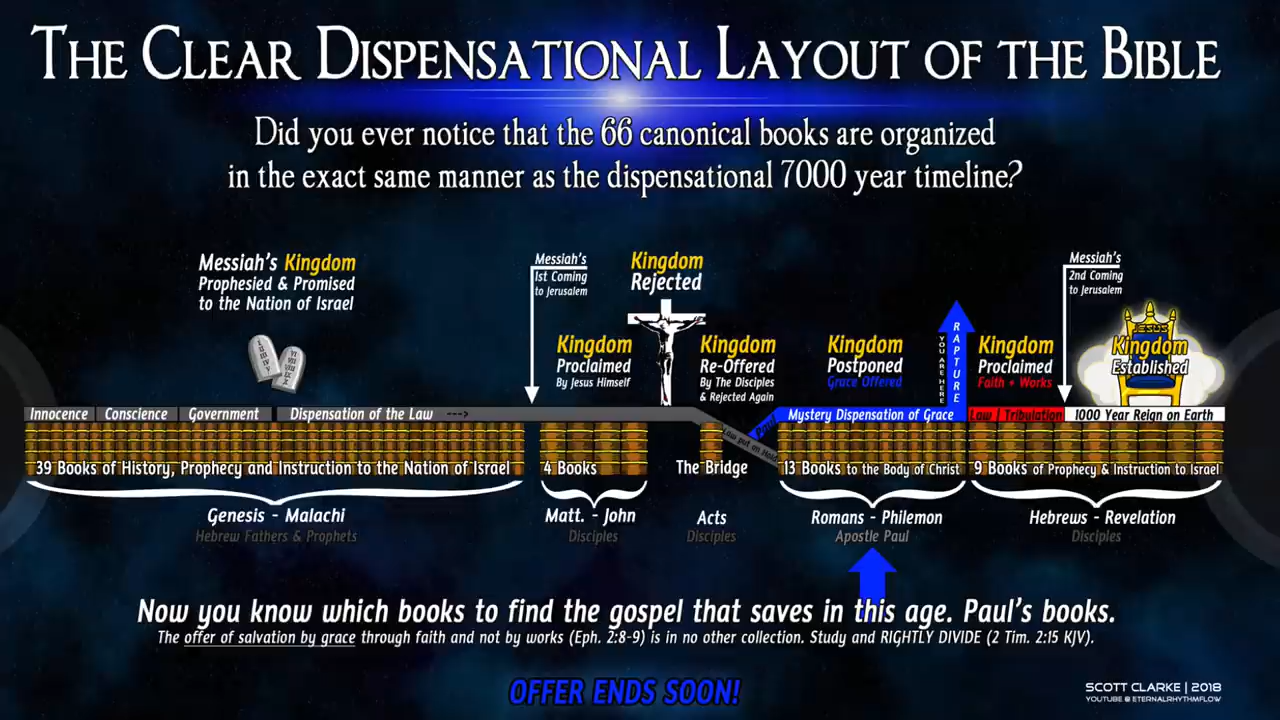 THE CLEAR DISPENSATIONAL LAYOUT OF THE BIBLE
Did you ever notice that the 66 canonical books are organized
in the exact same manner as the dispensational 7000 year timeline?
Messiah's Kingdom
Prophesied & Promised
to the Nation of Israel
Messiah's
1st Coming
to Jerusalem
Kingdom
Rejected
Kingdom
Proclaimed
By Jesus Himself
Kingdom
Re-Offered
By The Disciples
& Rejected Again
Kingdom
Postponed
Grace Offered
YOU ARE HERE
RAPTURE
Kingdom
Proclaimed
Faith + Works
Messiah's
2nd Coming
to Jerusalem
JESUS
Kingdom
Established
Innocence
Conscience
Government
Dispensation of the Law --->
Paul
Law put on Hold
Mystery Dispensation of Grace
Law | Tribulation
1000 Year Reign on Earth
39 Books of History, Prophecy and Instruction to the Nation of Israel
4 Books
The Bridge
13 Books to the Body of Christ
9 Books of Prophecy & Instruction to Israel
Genesis - Malachi
Hebrew Fathers & Prophets
Matt. - John
Disciples
Acts
Disciples
Romans - Philemon
Apostle Paul
Hebrews - Revelation
Disciples
Now you know which books to find the gospel that saves in this age. Paul's books.
The offer of salvation by grace through faith and not by works (Eph. 2:8-9) is in no other collection. Study and RIGHTLY DIVIDE (2 Tim. 2:15 KJV).
OFFER ENDS SOON!
SCOTT CLARKE | 2018
YOUTUBE @ ETERNALRHYTHMFLOW